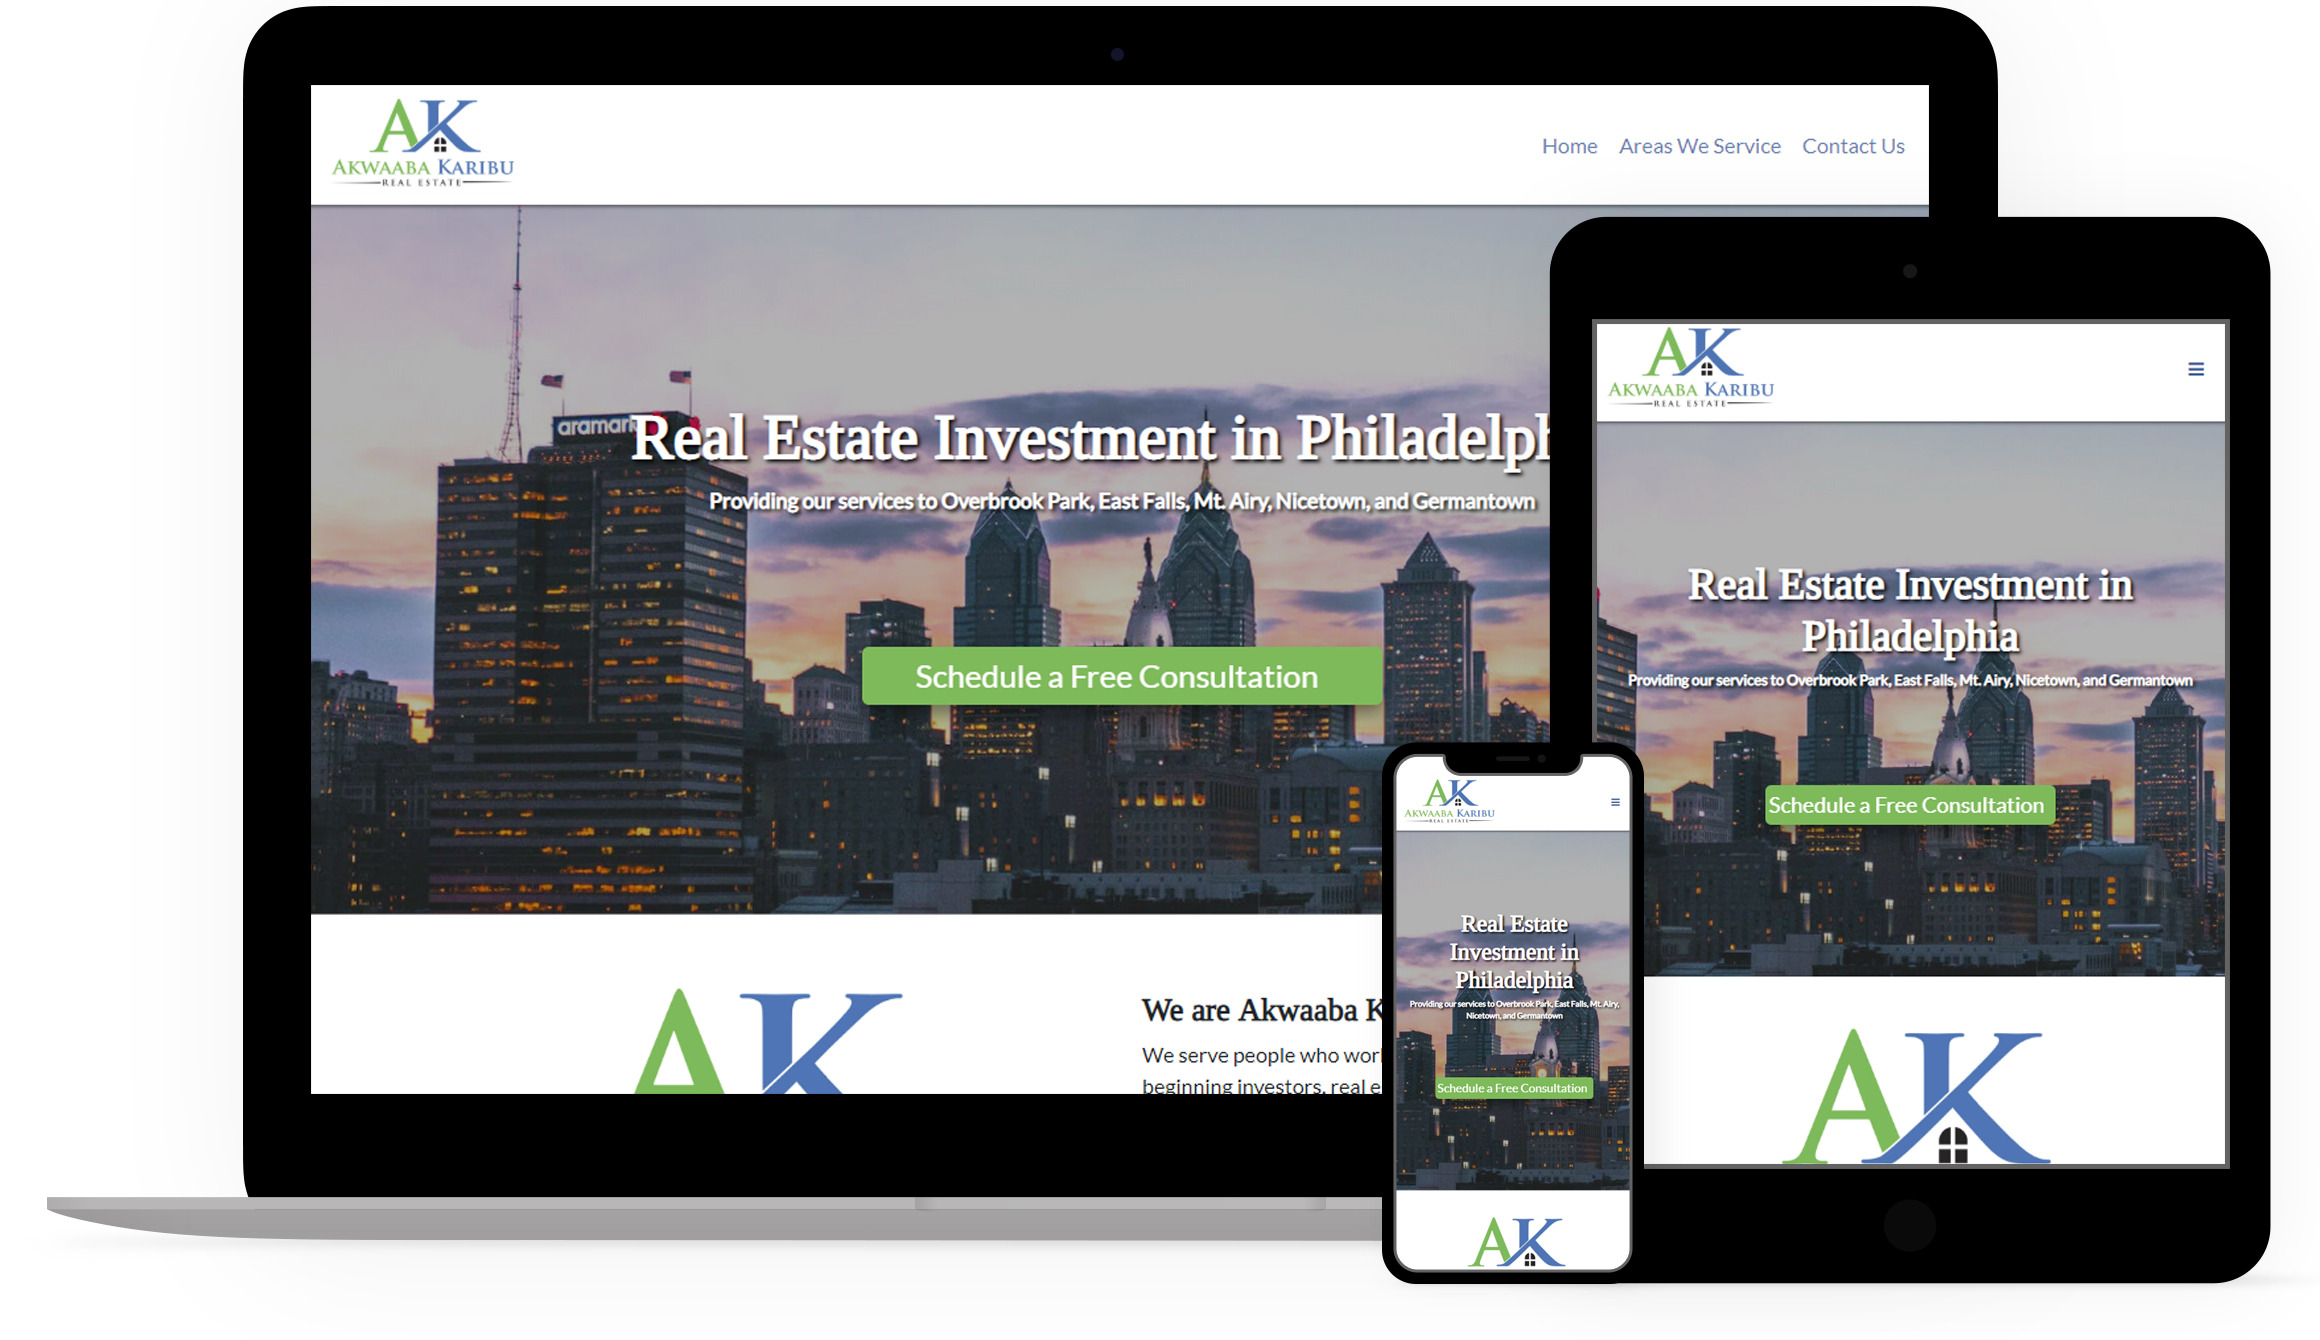 AK
AKWAABA KARIBU
REAL ESTATE
Home Areas We Service Contact Us
aramark
Real Estate Investment in Philadelph
Providing our services to Overbrook Park, East Falls, Mt. Airy, Nicetown, and Germantown
Schedule a Free Consultation
AK
We are Akwaaba K
We serve people who work
beginning investors, real e
AK
AKWAABA KARIBU
REAL ESTATE
Real Estate Investment in
Philadelphia
Providing our services to Overbrook Park, East Falls, Mt. Airy, Nicetown, and Germantown
Schedule a Free Consultation
AK
AK
AKWAABA KARIBU
REAL ESTATE
Real Estate
Investment in
Philadelphia
Providing our services to Overbrook Park, East Falls, Mt. Airy,
Nicetown, and Germantown
Schedule a Free Consultation
AK